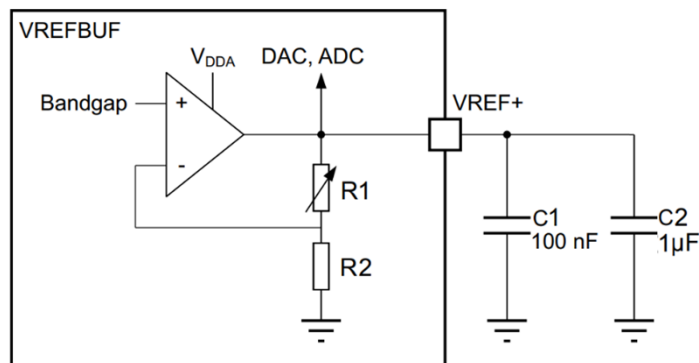 VREFBUF
VDDA
DAC, ADC
Bandgap
+
-
VREF+
R1
R2
C1
100 nF
C2
1µF